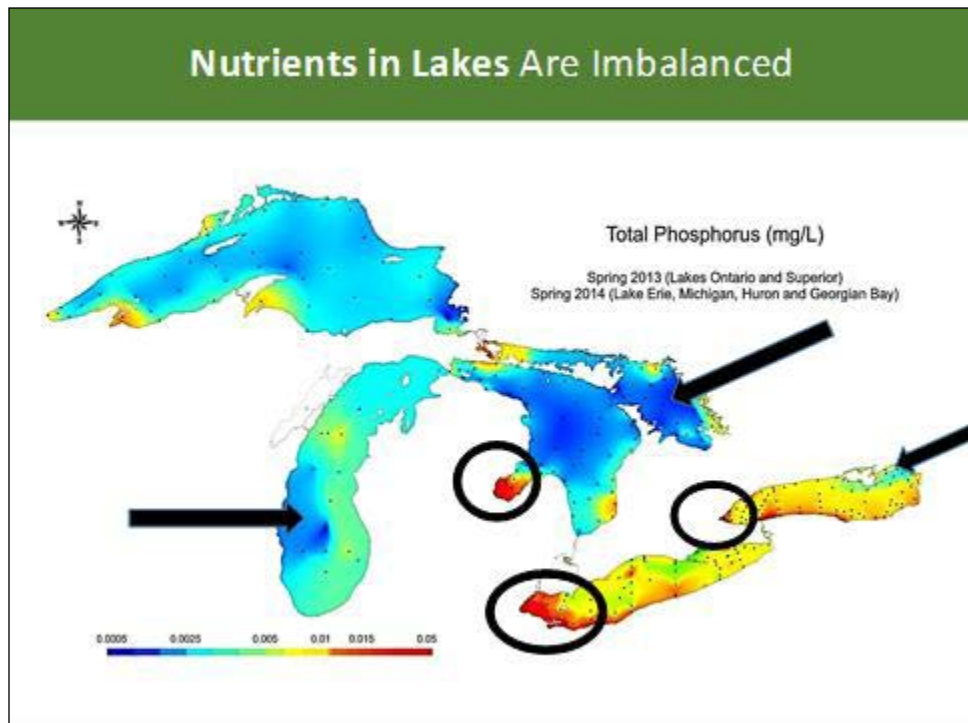 Nutrients in Lakes Are Imbalanced
Total Phosphorus (mg/L)
Spring 2013 (Lakes Ontario and Superior)
Spring 2014 (Lake Erie, Michigan, Huron and Georgian Bay)
0.0005 0.0025 0.005 0.01 0.015 0.05